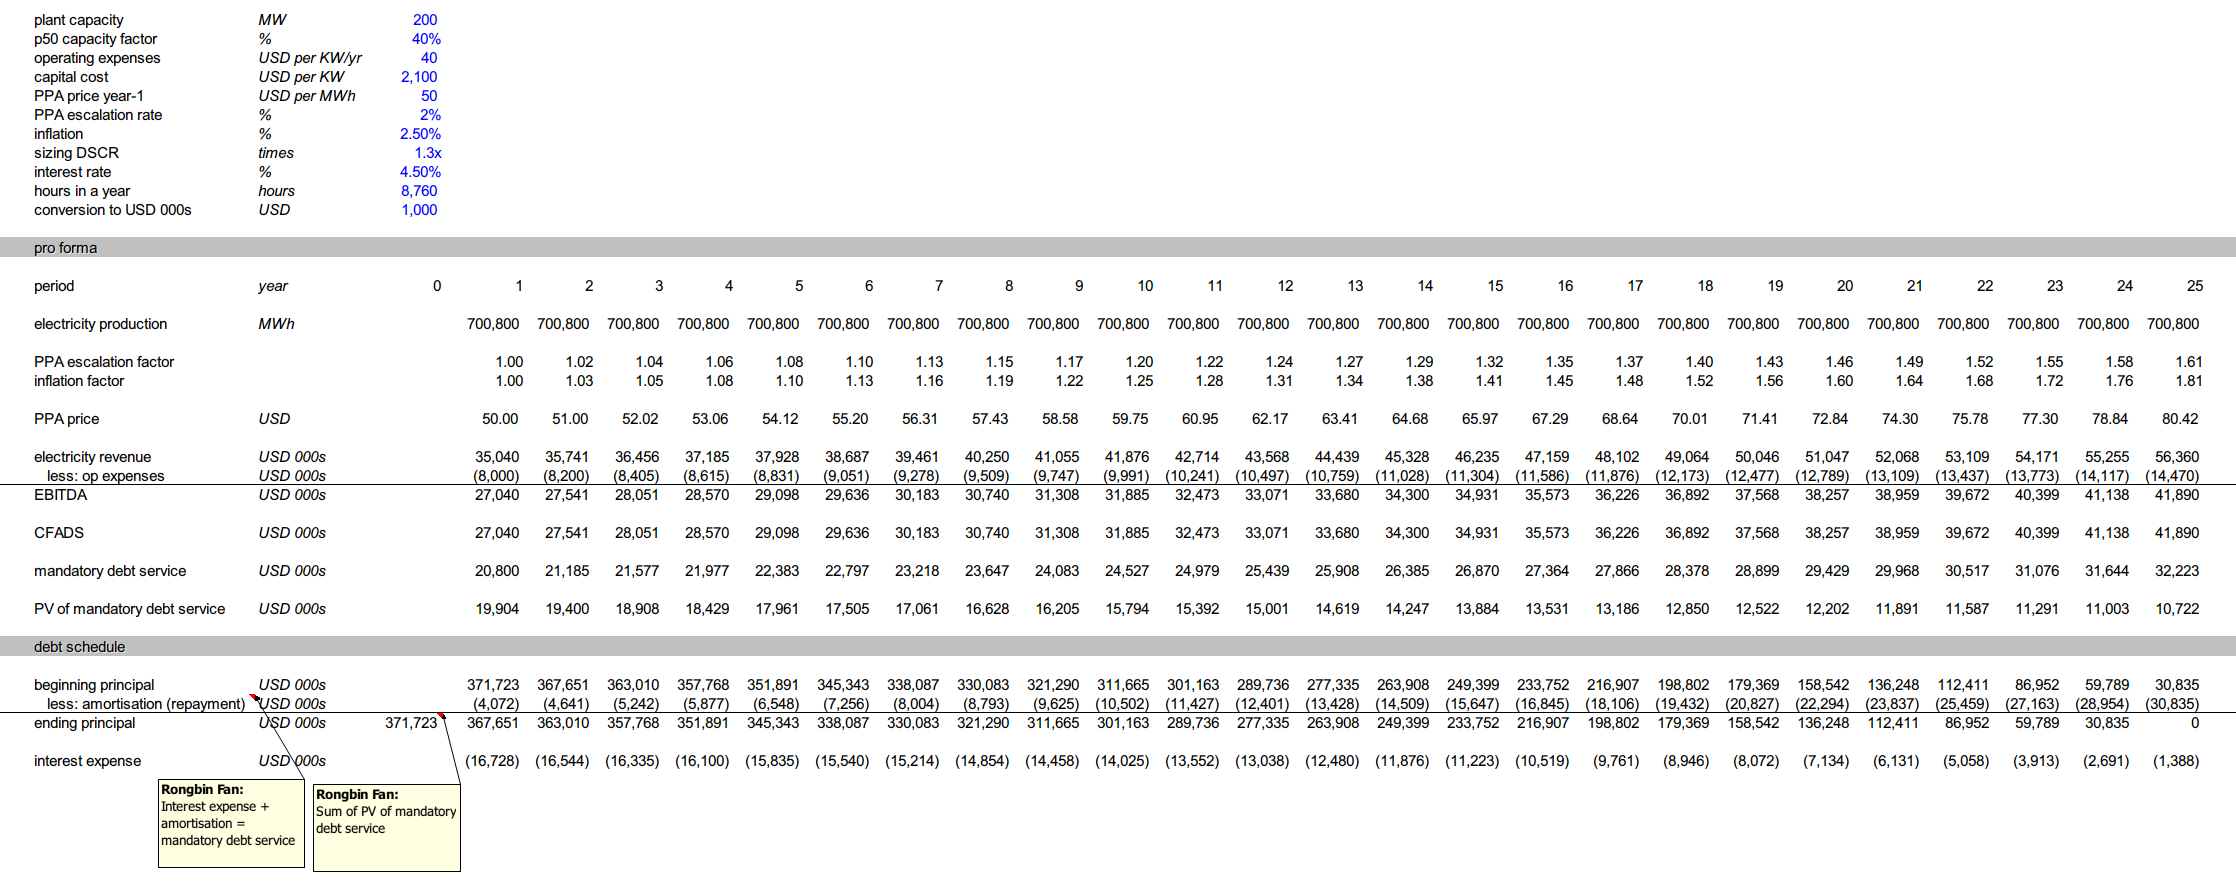 plant capacity MW 200
p50 capacity factor % 40%
operating expenses USD per KW/yr 40
capital cost USD per KW 2,100
PPA price year-1 USD per MWh 50
PPA escalation rate % 2%
inflation % 2.50%
sizing DSCR times 1.3x
interest rate % 4.50%
hours in a year hours 8,760
conversion to USD 000s USD 1,000
pro forma
period year 0 1 2 3 4 5 6 7 8 9 10 11 12 13 14 15 16 17 18 19 20 21 22 23 24 25
electricity production MWh 700,800 700,800 700,800 700,800 700,800 700,800 700,800 700,800 700,800 700,800 700,800 700,800 700,800 700,800 700,800 700,800 700,800 700,800 700,800 700,800 700,800 700,800 700,800 700,800 700,800
PPA escalation factor 1.00 1.02 1.04 1.06 1.08 1.10 1.13 1.15 1.17 1.20 1.22 1.24 1.27 1.29 1.32 1.35 1.37 1.40 1.43 1.46 1.49 1.52 1.55 1.58 1.61
inflation factor 1.00 1.03 1.05 1.08 1.10 1.13 1.16 1.19 1.22 1.25 1.28 1.31 1.34 1.38 1.41 1.45 1.48 1.52 1.56 1.60 1.64 1.68 1.72 1.76 1.81
PPA price USD 50.00 51.00 52.02 53.06 54.12 55.20 56.31 57.43 58.58 59.75 60.95 62.17 63.41 64.68 65.97 67.29 68.64 70.01 71.41 72.84 74.30 75.78 77.30 78.84 80.42
electricity revenue USD 000s 35,040 35,741 36,456 37,185 37,928 38,687 39,461 40,250 41,055 41,876 42,714 43,568 44,439 45,328 46,235 47,159 48,102 49,064 50,046 51,047 52,068 53,109 54,171 55,255 56,360
less: op expenses USD 000s (8,000) (8,200) (8,405) (8,615) (8,831) (9,051) (9,278) (9,509) (9,747) (9,991) (10,241) (10,497) (10,759) (11,028) (11,304) (11,586) (11,876) (12,173) (12,477) (12,789) (13,109) (13,437) (13,773) (14,117) (14,470)
EBITDA USD 000s 27,040 27,541 28,051 28,570 29,098 29,636 30,183 30,740 31,308 31,885 32,473 33,071 33,680 34,300 34,931 35,573 36,226 36,892 37,568 38,257 38,959 39,672 40,399 41,138 41,890
CFADS USD 000s 27,040 27,541 28,051 28,570 29,098 29,636 30,183 30,740 31,308 31,885 32,473 33,071 33,680 34,300 34,931 35,573 36,226 36,892 37,568 38,257 38,959 39,672 40,399 41,138 41,890
mandatory debt service USD 000s 20,800 21,185 21,577 21,977 22,383 22,797 23,218 23,647 24,083 24,527 24,979 25,439 25,908 26,385 26,870 27,364 27,866 28,378 28,899 29,429 29,968 30,517 31,076 31,644 32,223
PV of mandatory debt service USD 000s 19,904 19,400 18,908 18,429 17,961 17,505 17,061 16,628 16,205 15,794 15,392 15,001 14,619 14,247 13,884 13,531 13,186 12,850 12,522 12,202 11,891 11,587 11,291 11,003 10,722
debt schedule
beginning principal USD 000s 371,723 367,651 363,010 357,768 351,891 345,343 338,087 330,083 321,290 311,665 301,163 289,736 277,335 263,908 249,399 233,752 216,907 198,802 179,369 158,542 136,248 112,411 86,952 59,789 30,835
less: amortisation (repayment) USD 000s (4,072) (4,641) (5,242) (5,877) (6,548) (7,256) (8,004) (8,793) (9,625) (10,502) (11,427) (12,401) (13,428) (14,509) (15,647) (16,845) (18,106) (19,432) (20,827) (22,294) (23,837) (25,459) (27,163) (28,954) (30,835)
ending principal USD 000s 371,723 367,651 363,010 357,768 351,891 345,343 338,087 330,083 321,290 311,665 301,163 289,736 277,335 263,908 249,399 233,752 216,907 198,802 179,369 158,542 136,248 112,411 86,952 59,789 30,835 0
interest expense USD 000s (16,728) (16,544) (16,335) (16,100) (15,835) (15,540) (15,214) (14,854) (14,458) (14,025) (13,552) (13,038) (12,480) (11,876) (11,223) (10,519) (9,761) (8,946) (8,072) (7,134) (6,131) (5,058) (3,913) (2,691) (1,388)
Rongbin Fan:
Interest expense +
amortisation =
mandatory debt service
Rongbin Fan:
Sum of PV of mandatory
debt service